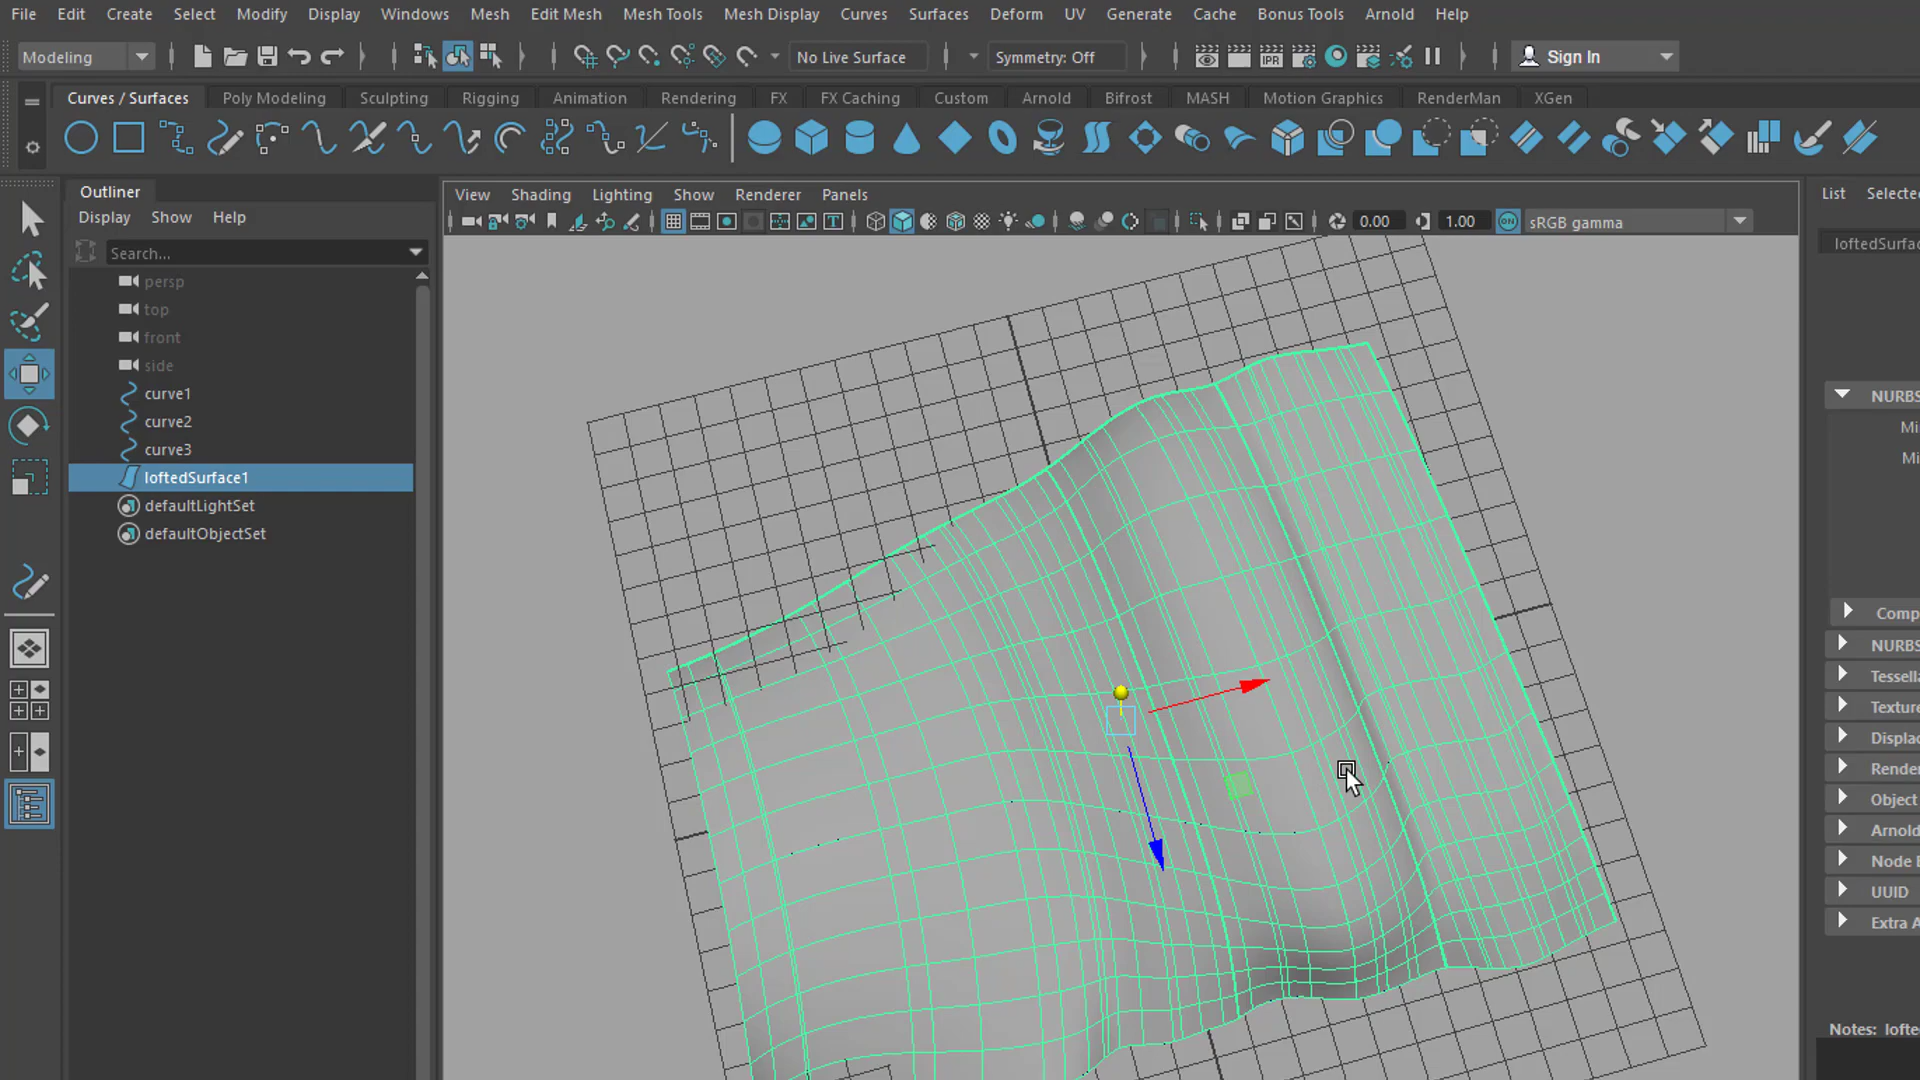 File Edit Create Select Modify Display Windows Mesh Edit Mesh Mesh Tools Mesh Display Curves Surfaces Deform UV Generate Cache Bonus Tools Arnold Help
Modeling No Live Surface Symmetry: Off IPR Sign In
Curves / Surfaces Poly Modeling Sculpting Rigging Animation Rendering FX FX Caching Custom Arnold Bifrost MASH Motion Graphics RenderMan XGen
Outliner
Display Show Help
Search...
persp
top
front
side
curve1
curve2
curve3
loftedSurface1
defaultLightSet
defaultObjectSet
View Shading Lighting Show Renderer Panels
0.00 1.00 ON sRGB gamma
List Selecte
loftedSurfac
NURBS
Mi
Mi
Comp
NURBS
Tessella
Texture
Displac
Render
Object
Arnold
Node B
UUID
Extra A
Notes: lofte